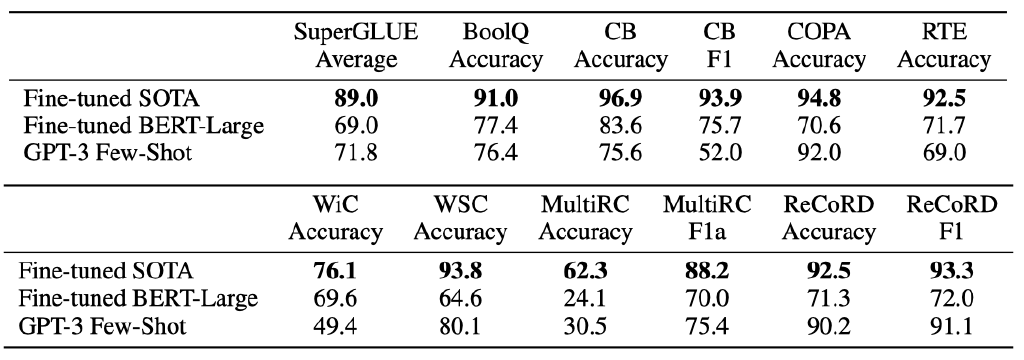 SuperGLUE BoolQ CB CB COPA RTE
Average Accuracy Accuracy F1 Accuracy Accuracy
Fine-tuned SOTA 89.0 91.0 96.9 93.9 94.8 92.5
Fine-tuned BERT-Large 69.0 77.4 83.6 75.7 70.6 71.7
GPT-3 Few-Shot 71.8 76.4 75.6 52.0 92.0 69.0
WiC WSC MultiRC MultiRC ReCoRD ReCoRD
Accuracy Accuracy Accuracy F1a Accuracy F1
Fine-tuned SOTA 76.1 93.8 62.3 88.2 92.5 93.3
Fine-tuned BERT-Large 69.6 64.6 24.1 70.0 71.3 72.0
GPT-3 Few-Shot 49.4 80.1 30.5 75.4 90.2 91.1